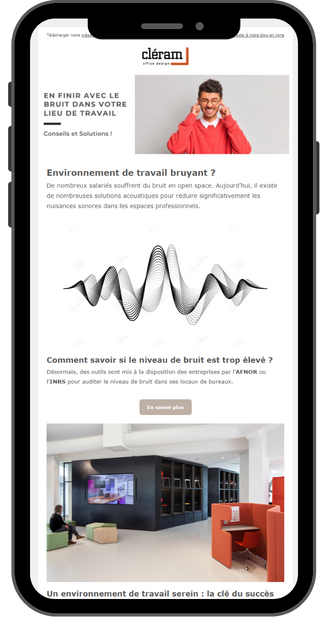 Télécharger notre
à notre blog en ligne
cléram
office design
EN FINIR AVEC LE
BRUIT DANS VOTRE
LIEU DE TRAVAIL
Conseils et Solutions !
Environnement de travail bruyant ?
De nombreux salariés souffrent du bruit en open space. Aujourd'hui, il existe
de nombreuses solutions acoustiques pour réduire significativement les
nuisances sonores dans les espaces professionnels.
Comment savoir si le niveau de bruit est trop élevé ?
Désormais, des outils sont mis à la disposition des entreprises par l'AFNOR ou
l'INRS pour auditer le niveau de bruit dans ses locaux de bureaux.
En savoir plus
Un environnement de travail serein : la clé du succès